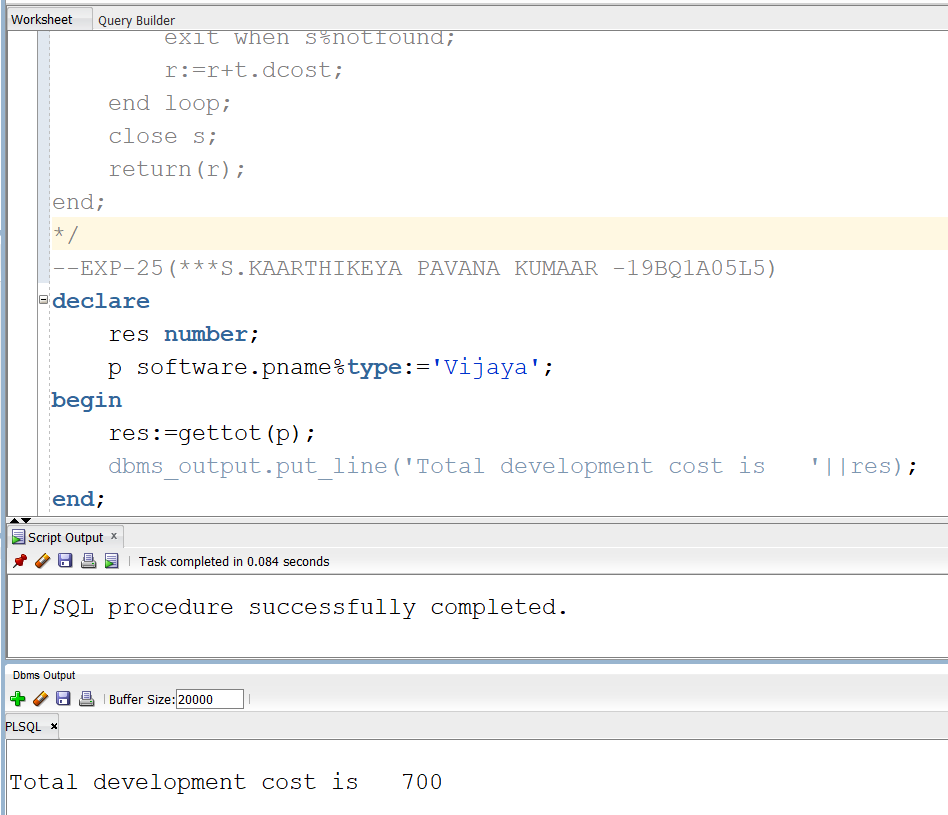 Worksheet Query Builder
exit when s%notfound;
r:=r+t.dcost;
end loop;
close s;
return(r);
end;
*/
--EXP-25(***S.KAARTHIKEYA PAVANA KUMAAR -19BQ1A05L5)
declare
res number;
p software.pname%type:='Vijaya';
begin
res:=gettot(p);
dbms_output.put_line('Total development cost is   '||res);
end;
Script Output x
Task completed in 0.084 seconds
PL/SQL procedure successfully completed.
Dbms Output
Buffer Size: 20000
PLSQL x
Total development cost is   700